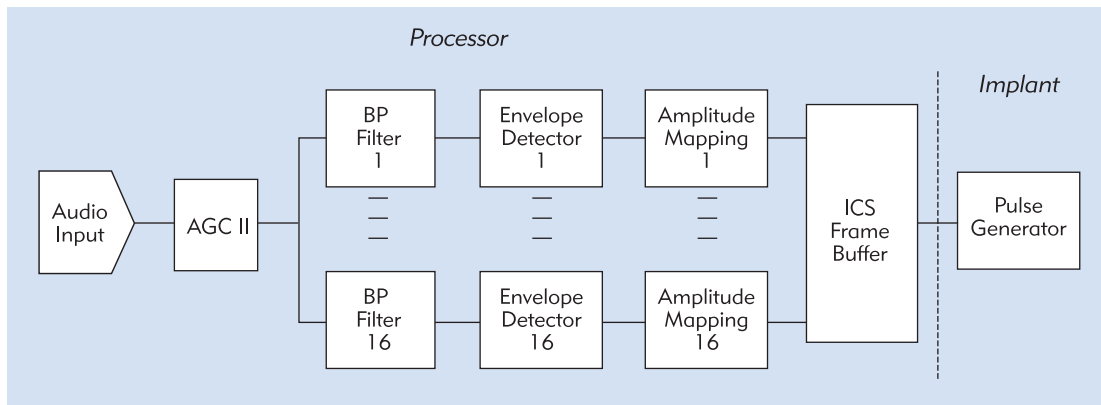 Processor
Implant
Audio
Input
AGC II
BP
Filter
1
Envelope
Detector
1
Amplitude
Mapping
1
BP
Filter
16
Envelope
Detector
16
Amplitude
Mapping
16
ICS
Frame
Buffer
Pulse
Generator